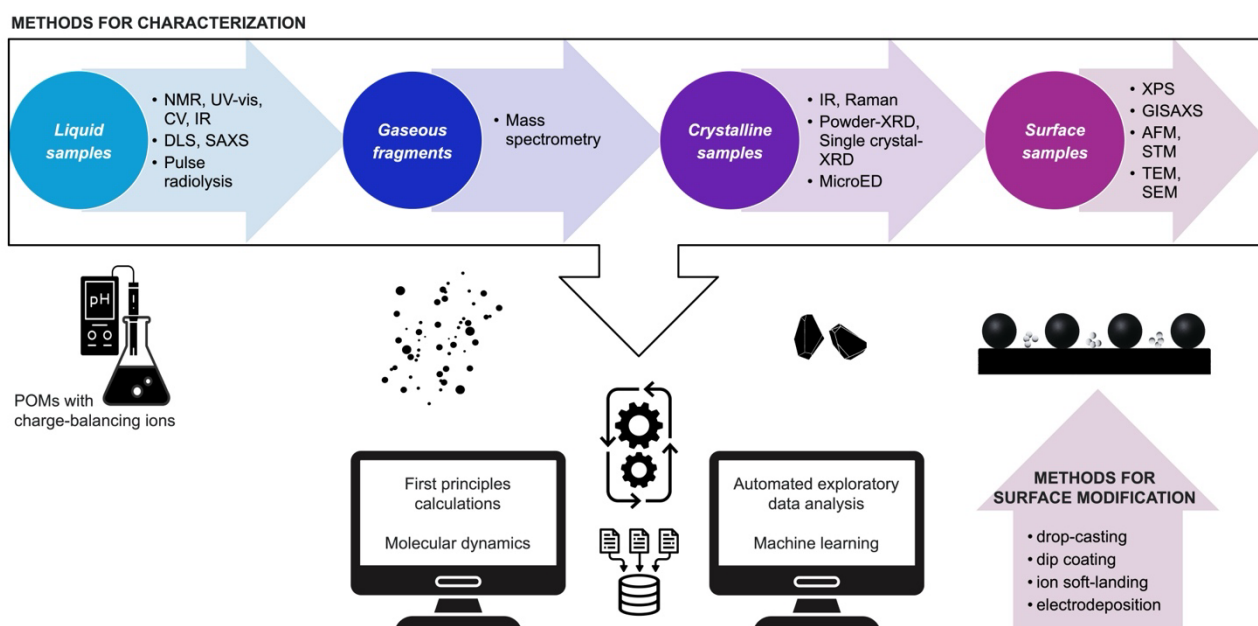 METHODS FOR CHARACTERIZATION
Liquid
samples
• NMR, UV-vis,
CV, IR
• DLS, SAXS
• Pulse
radiolysis
Gaseous
fragments
• Mass
spectrometry
Crystalline
samples
• IR, Raman
• Powder-XRD,
Single crystal-
XRD
• MicroED
Surface
samples
• XPS
• GISAXS
• AFM,
STM
• TEM,
SEM
pH
POMs with
charge-balancing ions
First principles
calculations
Molecular dynamics
Automated exploratory
data analysis
Machine learning
METHODS FOR
SURFACE MODIFICATION
• drop-casting
• dip coating
• ion soft-landing
• electrodeposition